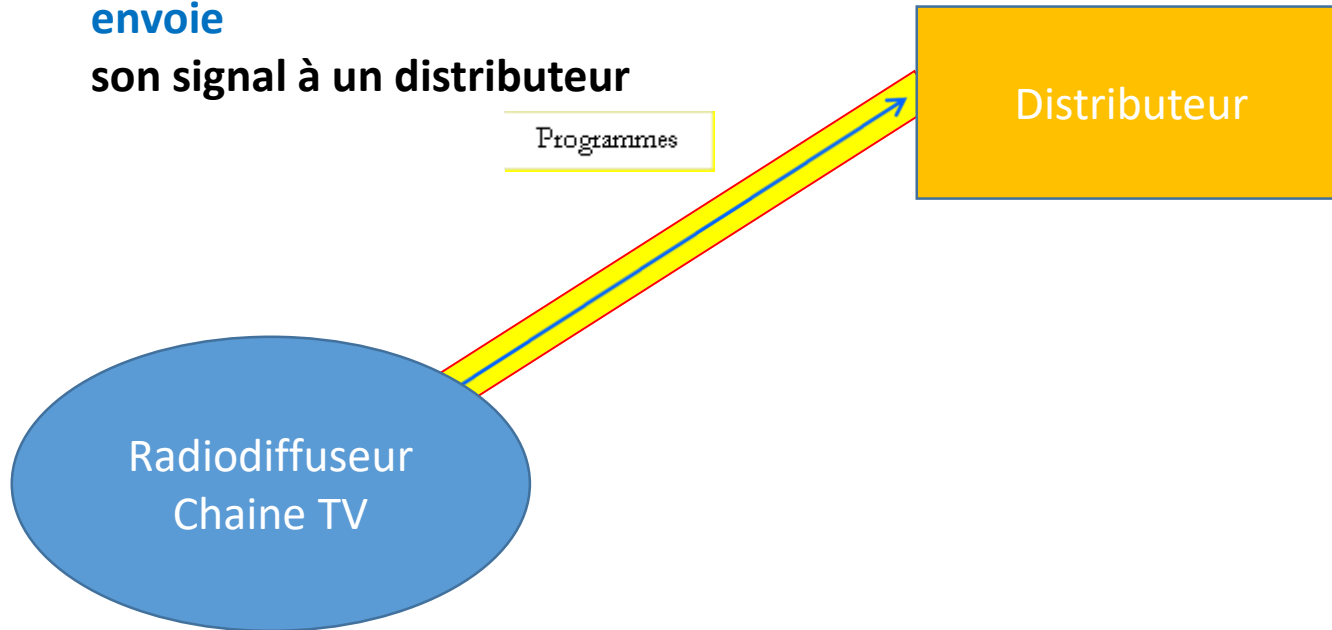 envoie
son signal à un distributeur
Programmes
Distributeur
Radiodiffuseur
Chaine TV